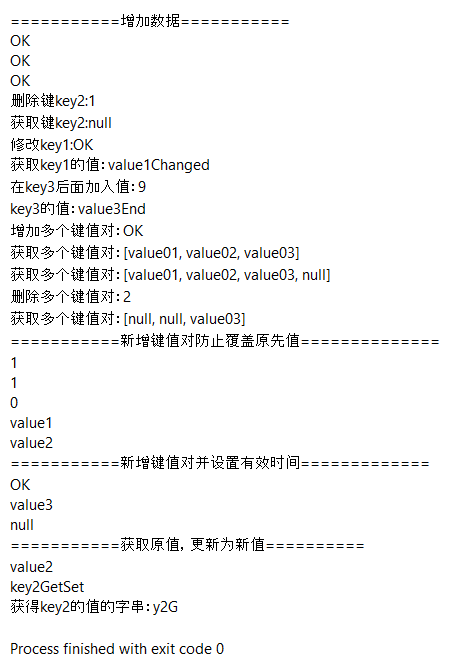 ===========增加数据===========
OK
OK
OK
删除键key2:1
获取键key2:null
修改key1:OK
获取key1的值:value1Changed
在key3后面加入值:9
key3的值:value3End
增加多个键值对:OK
获取多个键值对:[value01, value02, value03]
获取多个键值对:[value01, value02, value03, null]
删除多个键值对:2
获取多个键值对:[null, null, value03]
===========新增键值对防止覆盖原先值==============
1
1
0
value1
value2
===========新增键值对并设置有效时间=============
OK
value3
null
===========获取原值，更新为新值==========
value2
key2GetSet
获得key2的值的字串:y2G
Process finished with exit code 0